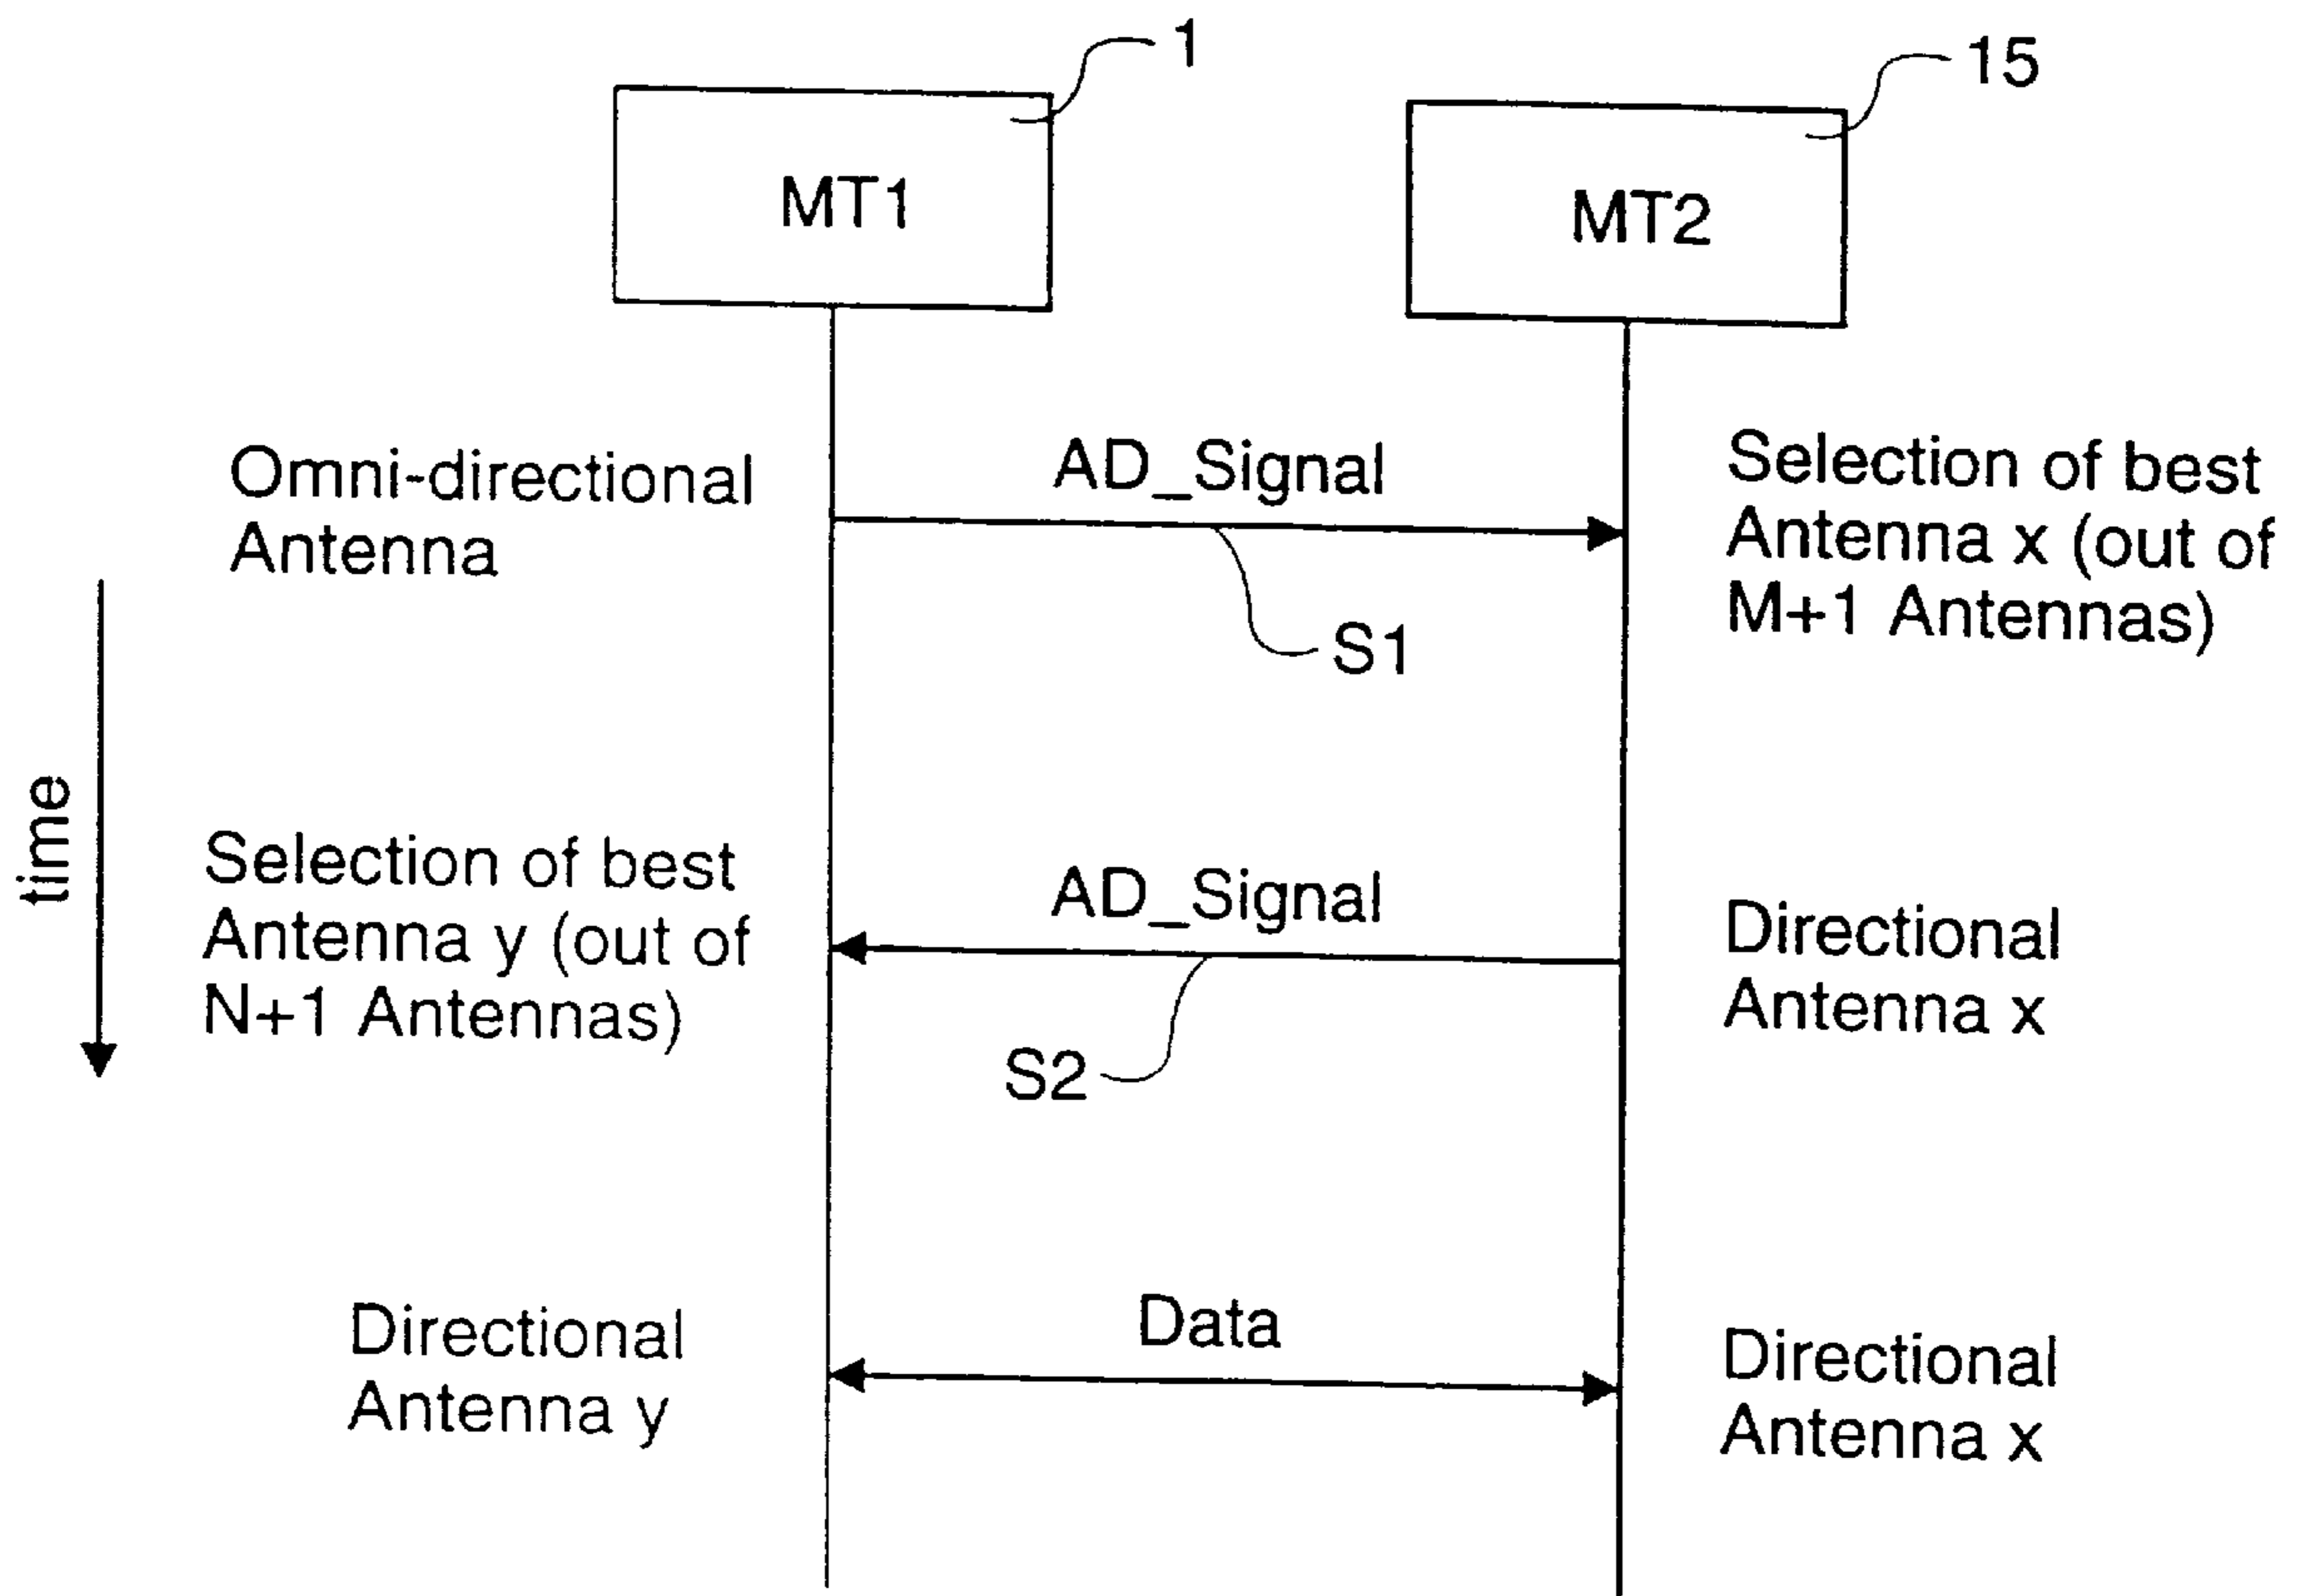 1
15
MT1
MT2
Omni-directional
Antenna
AD_Signal
Selection of best
Antenna x (out of
M+1 Antennas)
S1
time
Selection of best
Antenna y (out of
N+1 Antennas)
AD_Signal
Directional
Antenna x
S2
Directional
Antenna y
Data
Directional
Antenna x